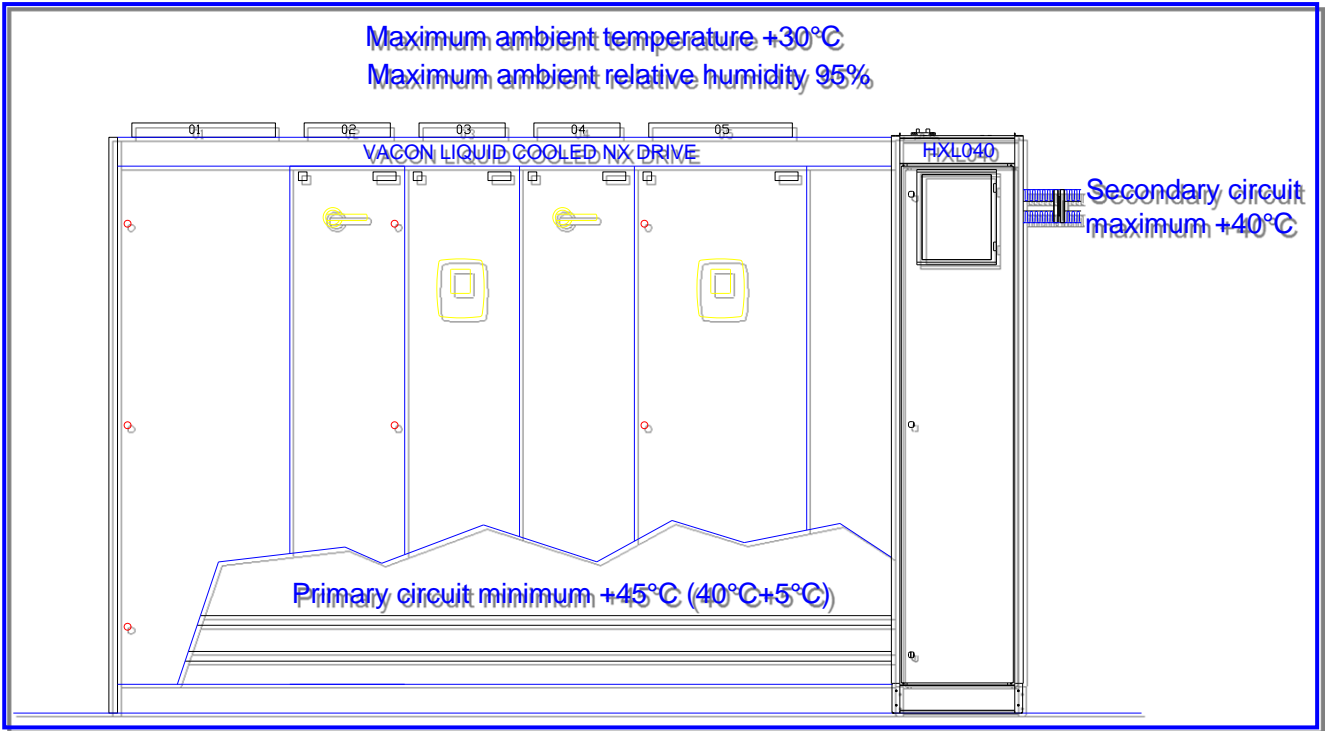 Maximum ambient temperature +30°C
Maximum ambient relative humidity 95%
01 02 03 04 05
VACON LIQUID COOLED NX DRIVE
HXL040
Secondary circuit
maximum +40°C
Primary circuit minimum +45°C (40°C+5°C)